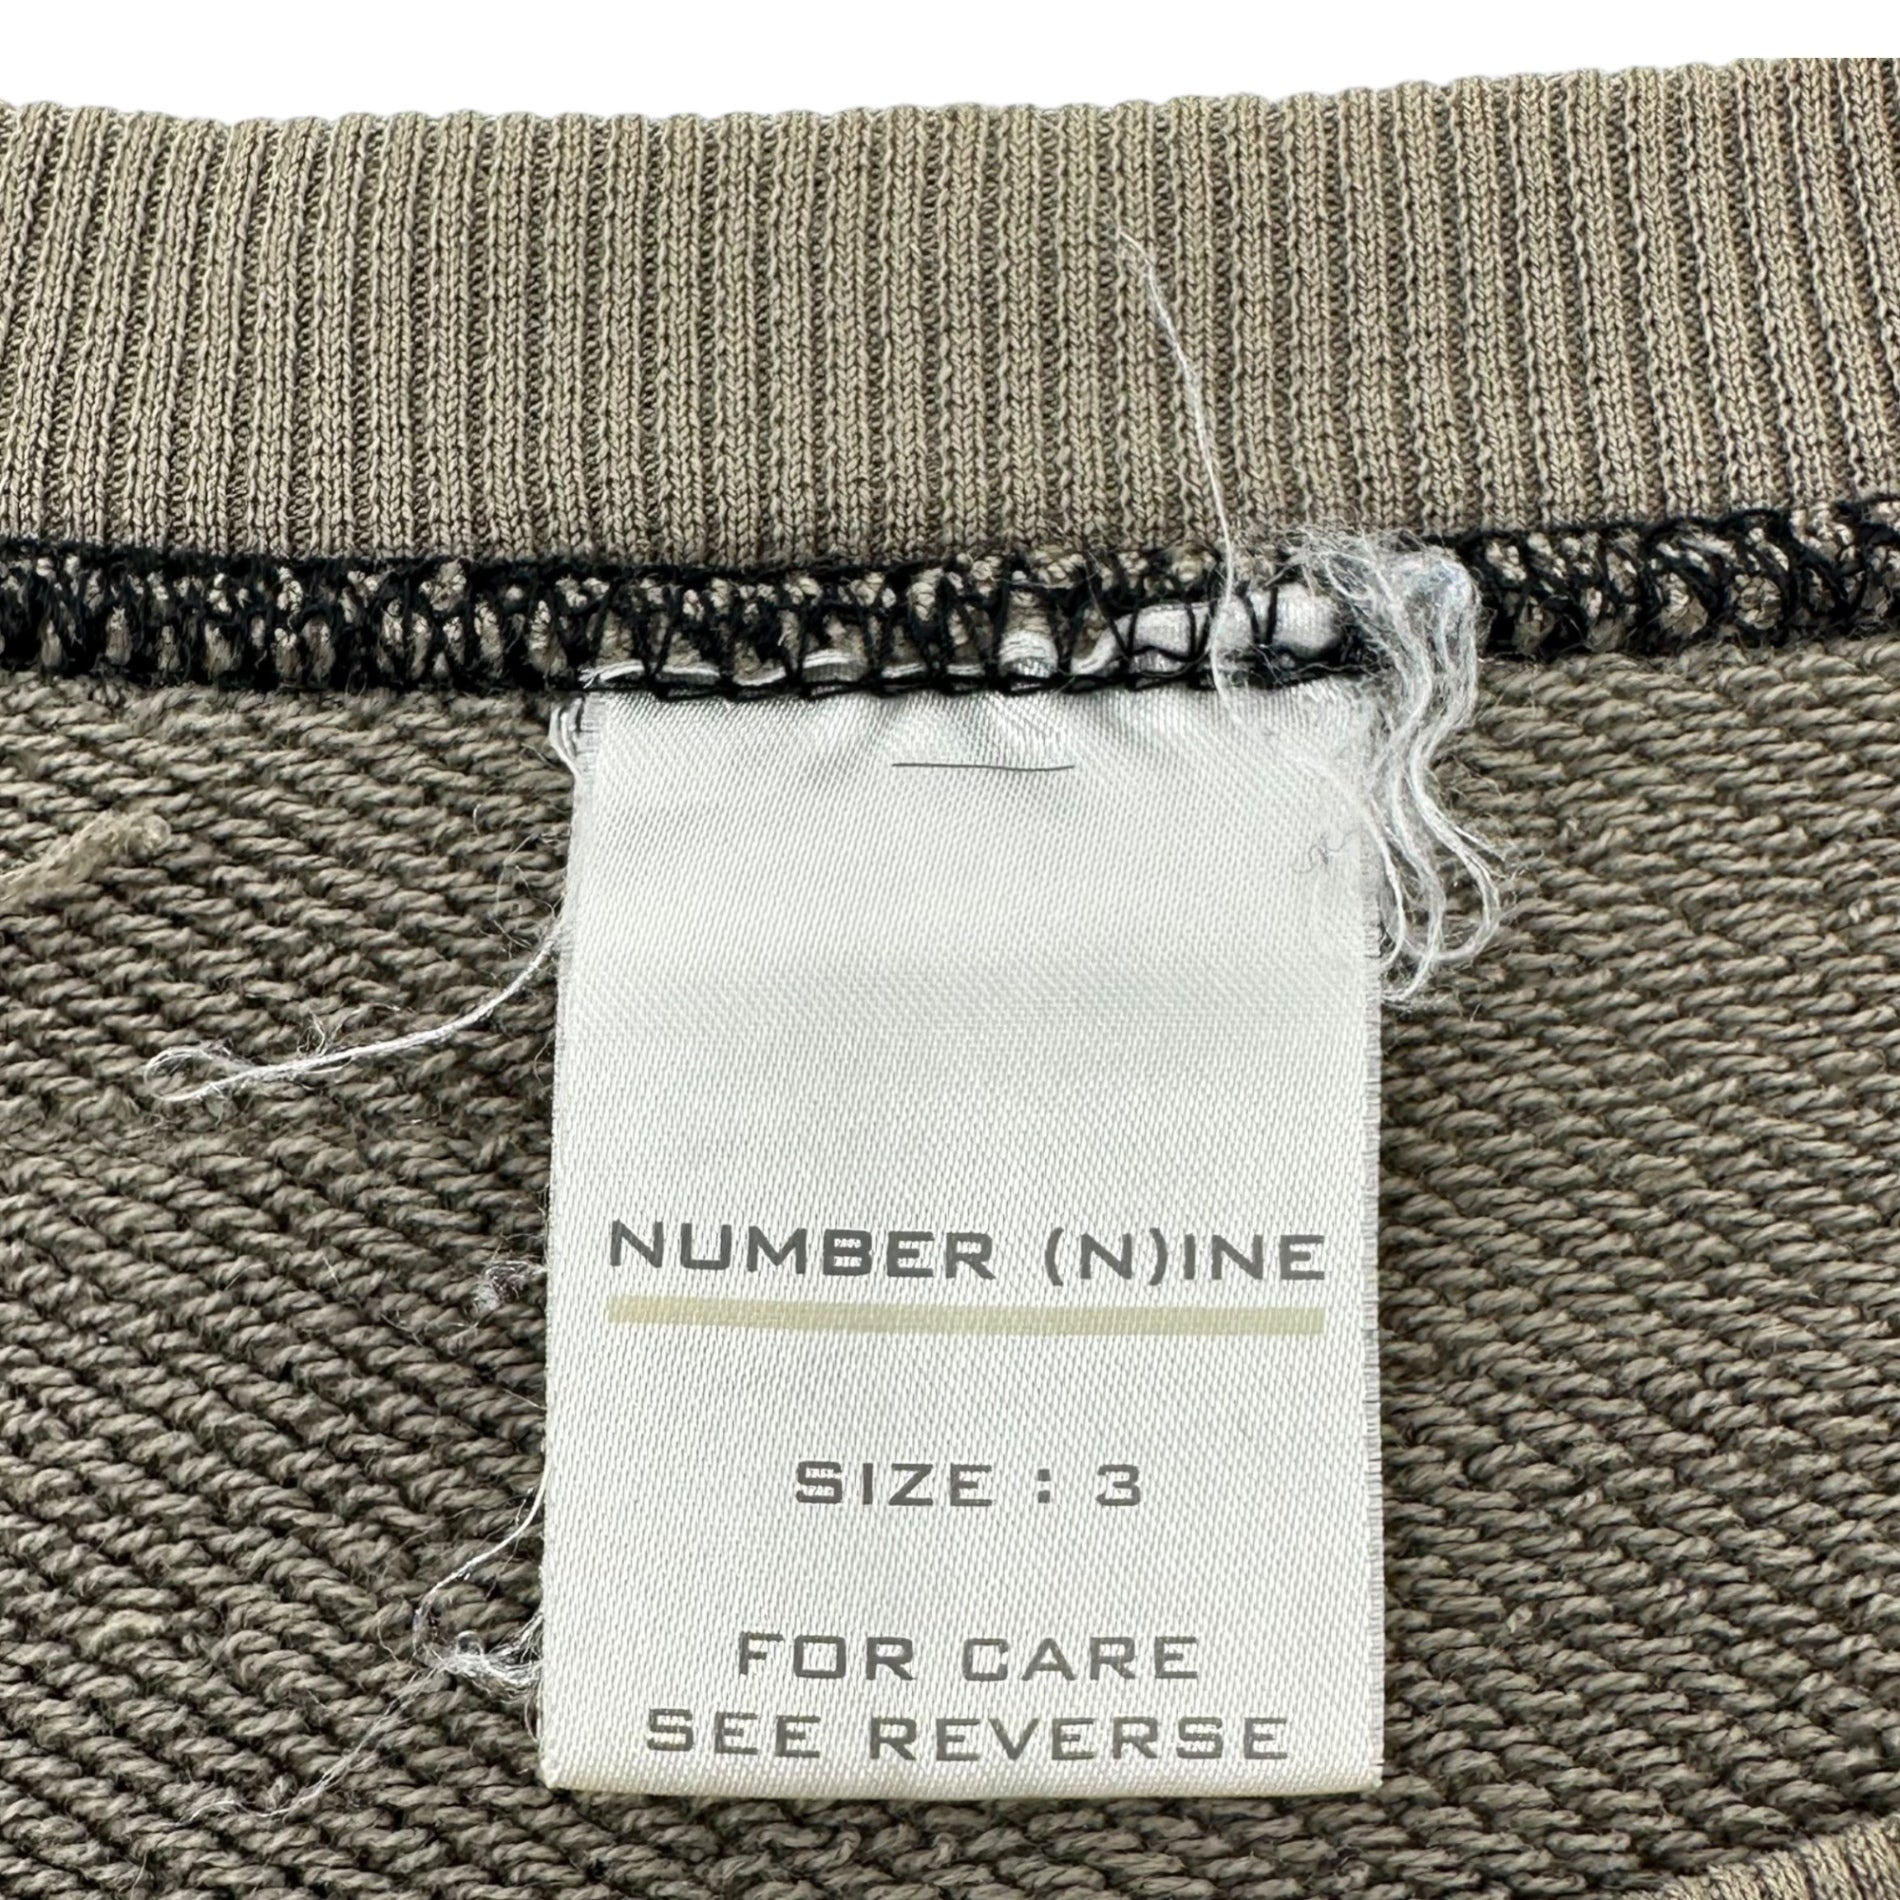 NUMBER (N)INE
SIZE : 3
FOR CARE
SEE REVERSE